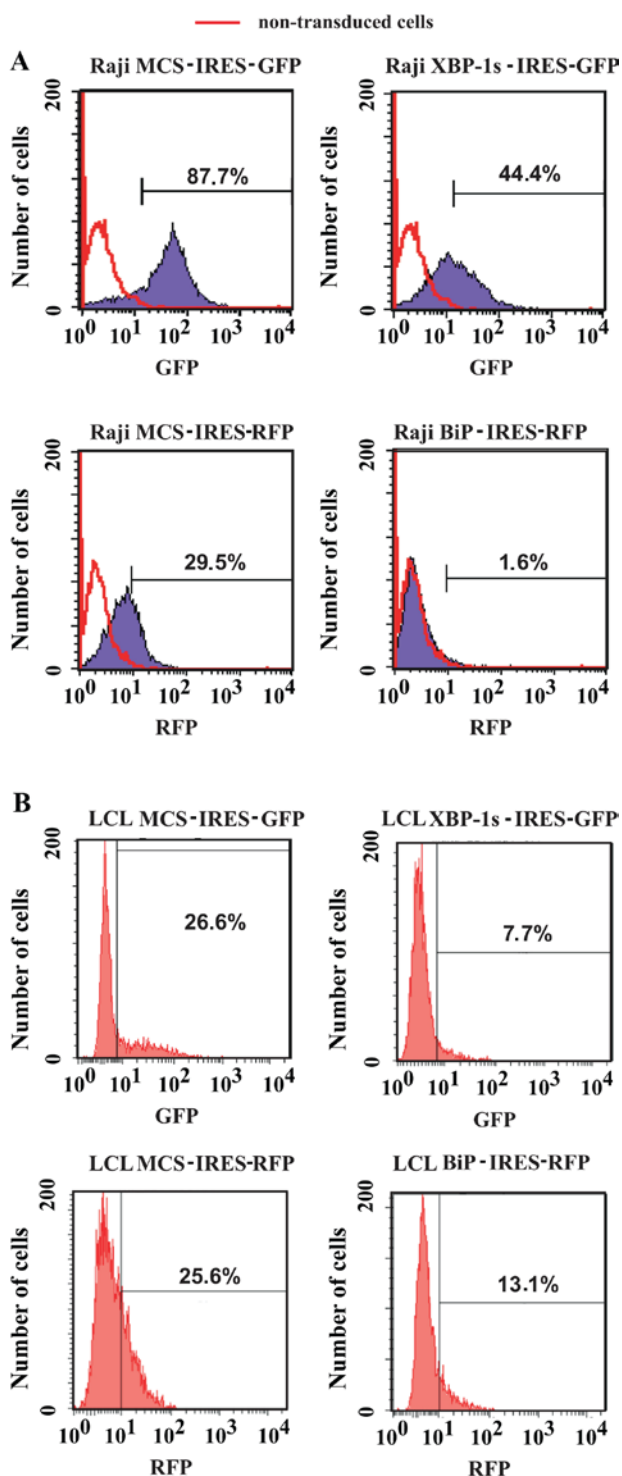 non-transduced cells
A
Raji MCS-IRES-GFP
Raji XBP-1s-IRES-GFP
Number of cells
200
0
87.7%
10^0 10^1 10^2 10^3 10^4
GFP
Number of cells
200
0
44.4%
10^0 10^1 10^2 10^3 10^4
GFP
Raji MCS-IRES-RFP
Raji BiP-IRES-RFP
Number of cells
200
0
29.5%
10^0 10^1 10^2 10^3 10^4
RFP
Number of cells
200
0
1.6%
10^0 10^1 10^2 10^3 10^4
RFP
B
LCL MCS-IRES-GFP
LCL XBP-1s-IRES-GFP
Number of cells
200
0
26.6%
10^0 10^1 10^2 10^3 10^4
GFP
Number of cells
200
0
7.7%
10^0 10^1 10^2 10^3 10^4
GFP
LCL MCS-IRES-RFP
LCL BiP-IRES-RFP
Number of cells
200
0
25.6%
10^0 10^1 10^2 10^3 10^4
RFP
Number of cells
200
0
13.1%
10^0 10^1 10^2 10^3 10^4
RFP